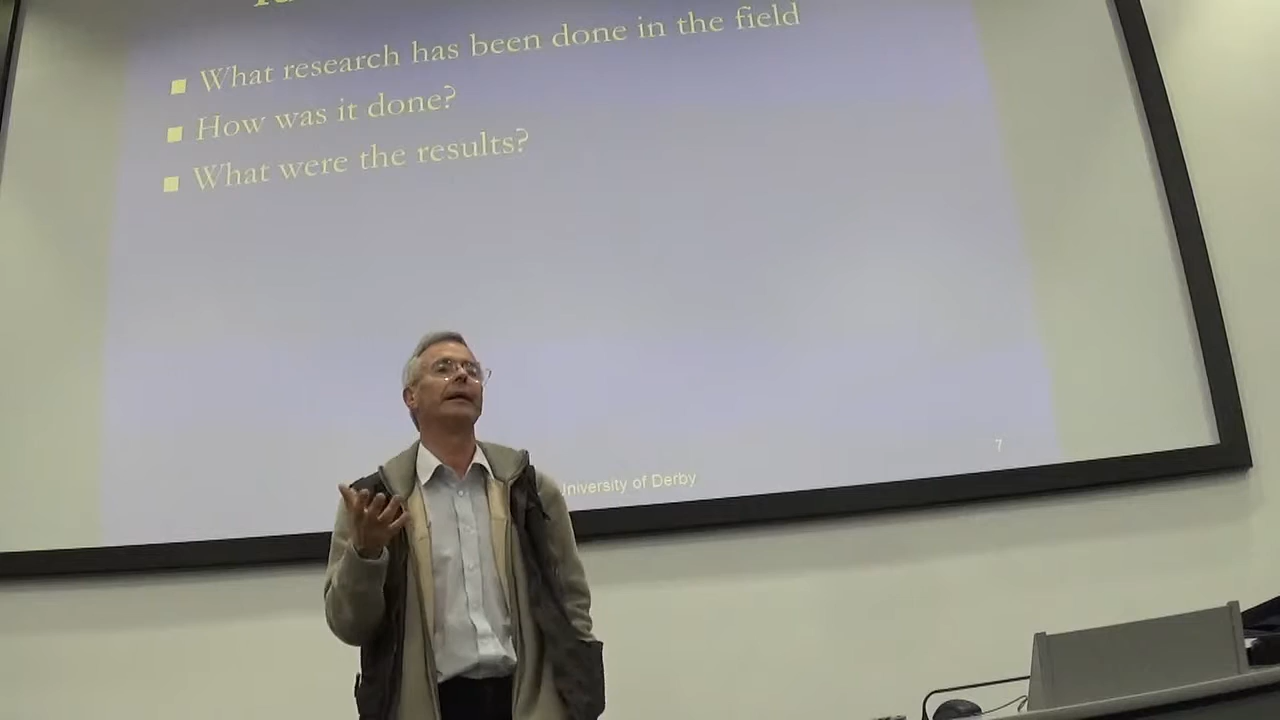 What research has been done in the field
How was it done?
What were the results?
University of Derby
7